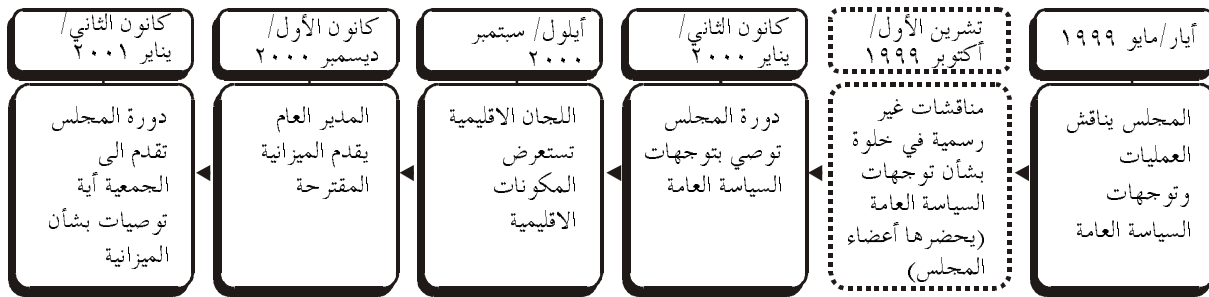 أيار/مايو ١٩٩٩
المجلس يناقش
العمليات
وتوجهات
السياسة العامة
تشرين الأول/
أكتوبر ١٩٩٩
مناقشات غير
رسمية في خلوة
بشأن توجهات
السياسة العامة
(يحضرها أعضاء
المجلس)
كانون الثاني/
يناير ٢٠٠٠
دورة المجلس
توصي بتوجهات
السياسة العامة
أيلول/ سبتمبر
٢٠٠٠
اللجان الاقليمية
تستعرض
المكونات
الاقليمية
كانون الأول/
ديسمبر ٢٠٠٠
المدير العام
يقدم الميزانية
المقترحة
كانون الثاني/
يناير ٢٠٠١
دورة المجلس
تقدم الى
الجمعية أية
توصيات بشأن
الميزانية